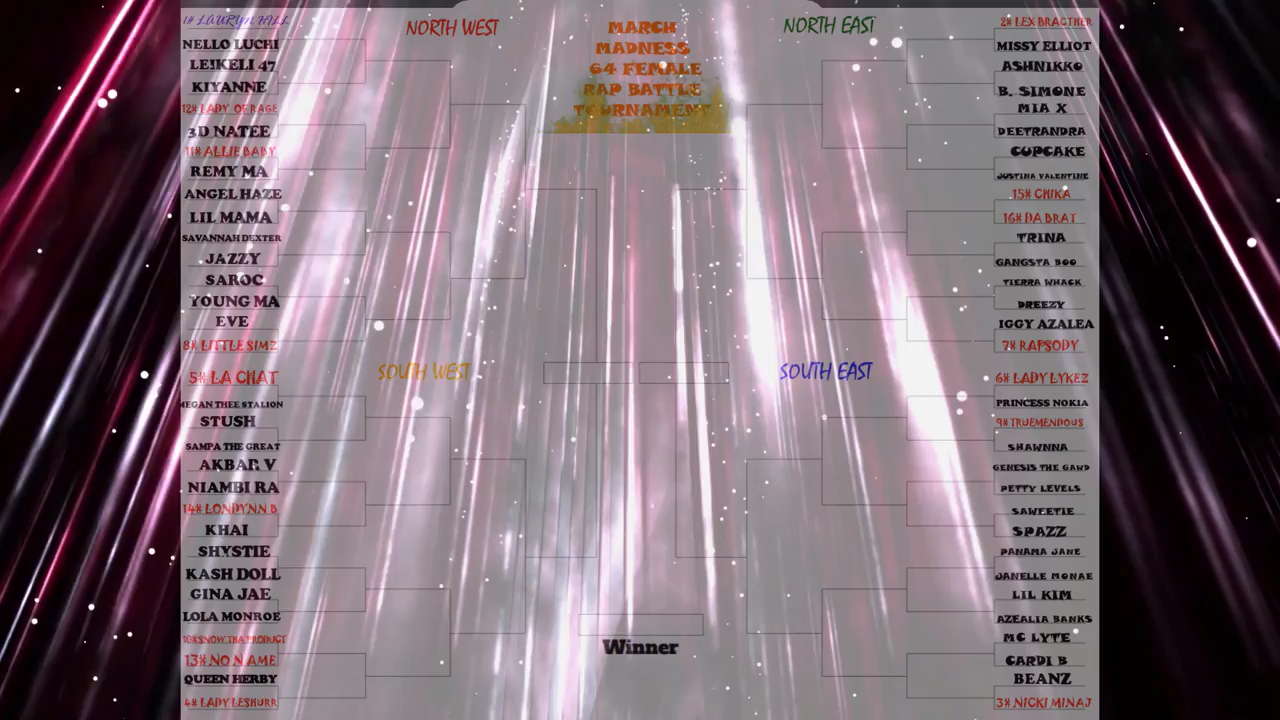 NORTH WEST
MARCH
MADNESS
64 FEMALE
RAP BATTLE
TOURNAMENT
NORTH EAST
1# LAURYN HILL
NELLO LUCHI
LE!KELI 47
KIYANNE
12# LADY OF RAGE
3D NATEE
11# ALLIE BABY
REMY MA
ANGEL HAZE
LIL MAMA
SAVANNAH DEXTER
JAZZY
SAROC
YOUNG MA
EVE
8# LITTLE SIMZ
2# LEX BRAGTHER
MISSY ELLIOT
ASHNIKKO
B. SIMONE
MIA X
DEETRANDRA
CUPCAKE
JUSTINA VALENTINE
15# CHIKA
16# DA BRAT
TRINA
GANGSTA BOO
TIERRA WHACK
DREEZY
IGGY AZALEA
7# RAPSODY
SOUTH WEST
SOUTH EAST
5# LA CHAT
MEGAN THEE STALION
STUSH
SAMPA THE GREAT
AKBAR V
NIAMBI RA
14# LONDYNN B
KHAI
SHYSTIE
KASH DOLL
GINA JAE
LOLA MONROE
10# SNOW THA PRODUCT
13# NO N AME
QUEEN HERBY
4# LADY LESHURR
6# LADY LYKEZ
PRINCESS NOKIA
9# TRUEMENDOUS
SHAWNNA
GENESIS THE GAWD
PETTY LEVELS
SAWEETIE
SPAZZ
PANAMA JANE
JANELLE MONAE
LIL KIM
AZEALIA BANKS
MC LYTE
CARDI B
BEANZ
3# NICKI MINAJ
Winner